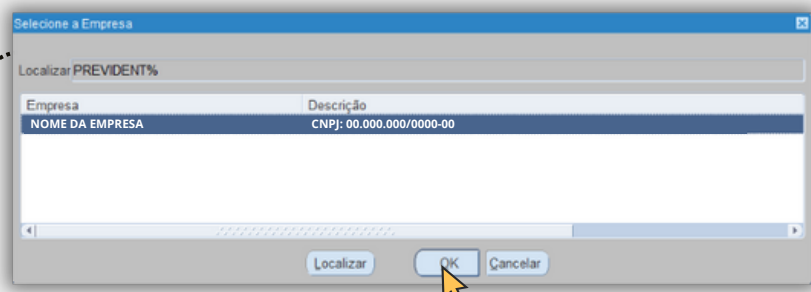 Selecione a Empresa
Localizar PREVIDENT%
Empresa Descrição
NOME DA EMPRESA CNPJ: 00.000.000/0000-00
Localizar OK Cancelar